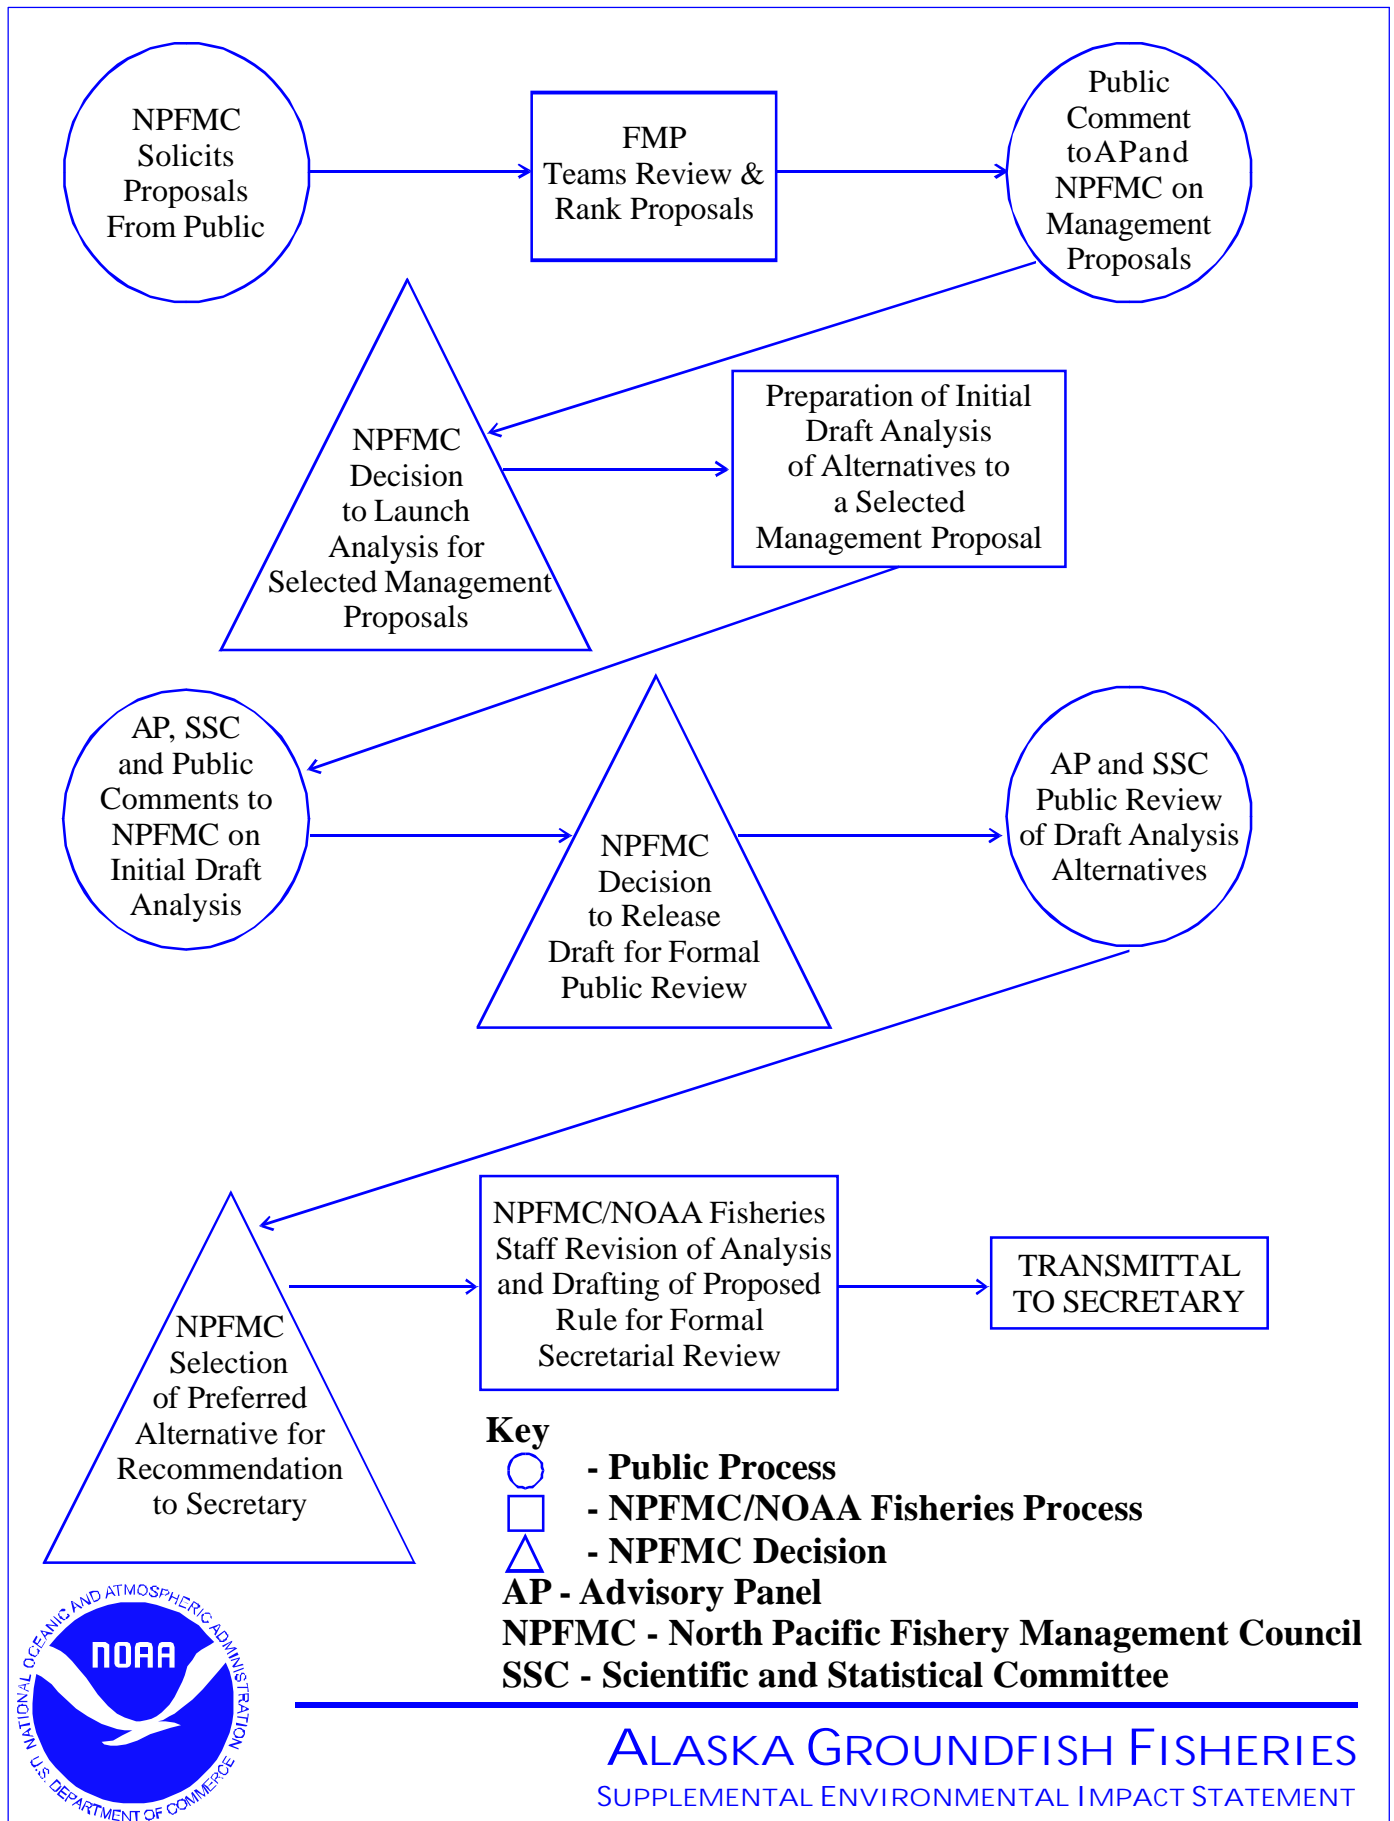 NPFMC
Solicits
Proposals
From Public
FMP
Teams Review &
Rank Proposals
Public
Comment
to AP and
NPFMC on
Management
Proposals
NPFMC
Decision
to Launch
Analysis for
Selected Management
Proposals
Preparation of Initial
Draft Analysis
of Alternatives to
a Selected
Management Proposal
AP, SSC
and Public
Comments to
NPFMC on
Initial Draft
Analysis
NPFMC
Decision
to Release
Draft for Formal
Public Review
AP and SSC
Public Review
of Draft Analysis
Alternatives
NPFMC
Selection
of Preferred
Alternative for
Recommendation
to Secretary
NPFMC/NOAA Fisheries
Staff Revision of Analysis
and Drafting of Proposed
Rule for Formal
Secretarial Review
TRANSMITTAL
TO SECRETARY
Key
- Public Process
- NPFMC/NOAA Fisheries Process
- NPFMC Decision
AP - Advisory Panel
NPFMC - North Pacific Fishery Management Council
SSC - Scientific and Statistical Committee
NATIONAL OCEANIC AND ATMOSPHERIC ADMINISTRATION
NOAA
U.S. DEPARTMENT OF COMMERCE
ALASKA GROUNDFISH FISHERIES
SUPPLEMENTAL ENVIRONMENTAL IMPACT STATEMENT